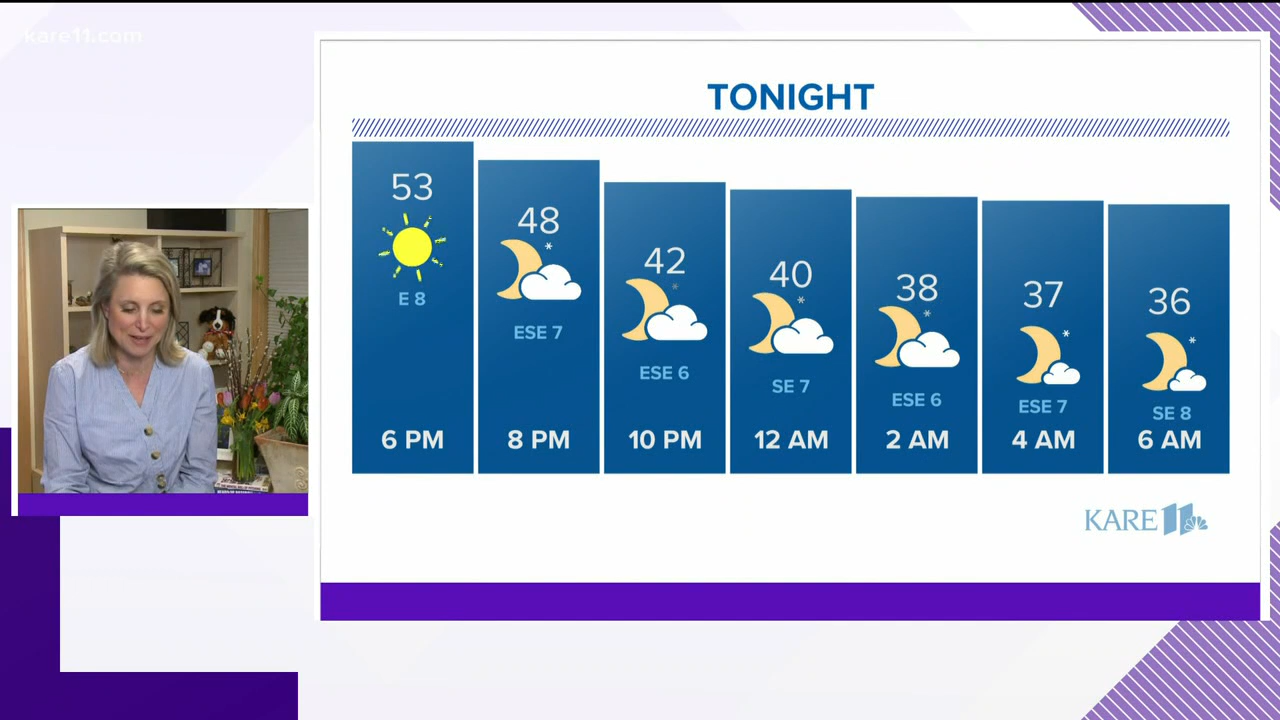 kare11.com
TONIGHT
53
E 8
6 PM
48
ESE 7
8 PM
42
ESE 6
10 PM
40
SE 7
12 AM
38
ESE 6
2 AM
37
ESE 7
4 AM
36
SE 8
6 AM
KARE 11